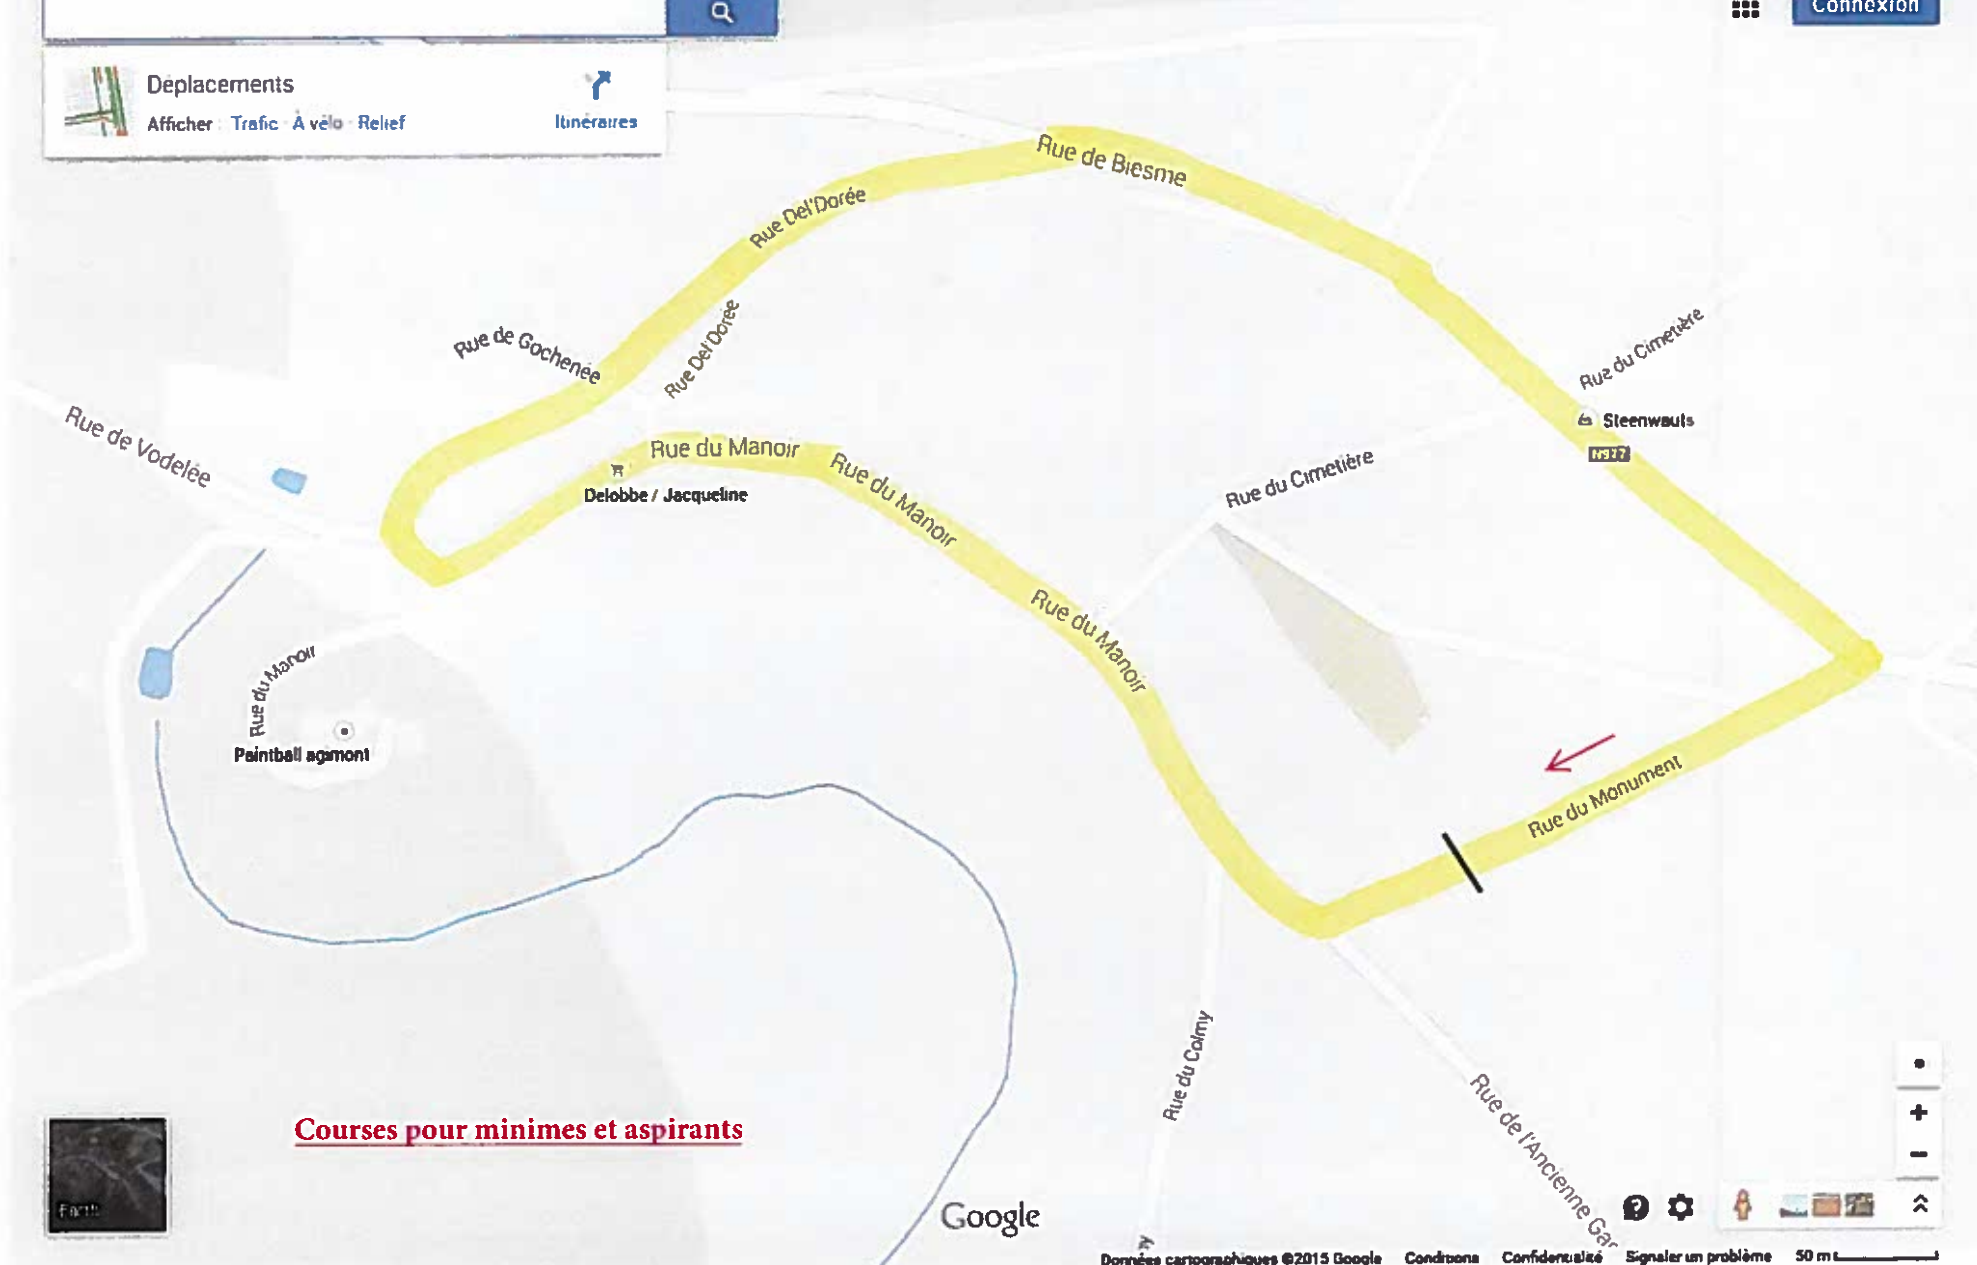 Connexion
Déplacements
Afficher Trafic · À vélo · Relief
Itinéraires
Rue de Biesme
Rue Del'Dorée
Rue Del'Dorée
Rue de Gochenée
Rue du Cimetière
Steenwauts
N977
Rue de Vodelée
Rue du Manoir
Rue du Manoir
Delobbe / Jacqueline
Rue du Cimetière
Rue du Manoir
Rue du Manoir
Paintball agimont
Rue du Monument
Rue du Colmy
Rue de l'Ancienne Gar
Courses pour minimes et aspirants
Earth
Google
ny
Données cartographiques ©2015 Google Conditions Confidentialité Signaler un problème 50 m